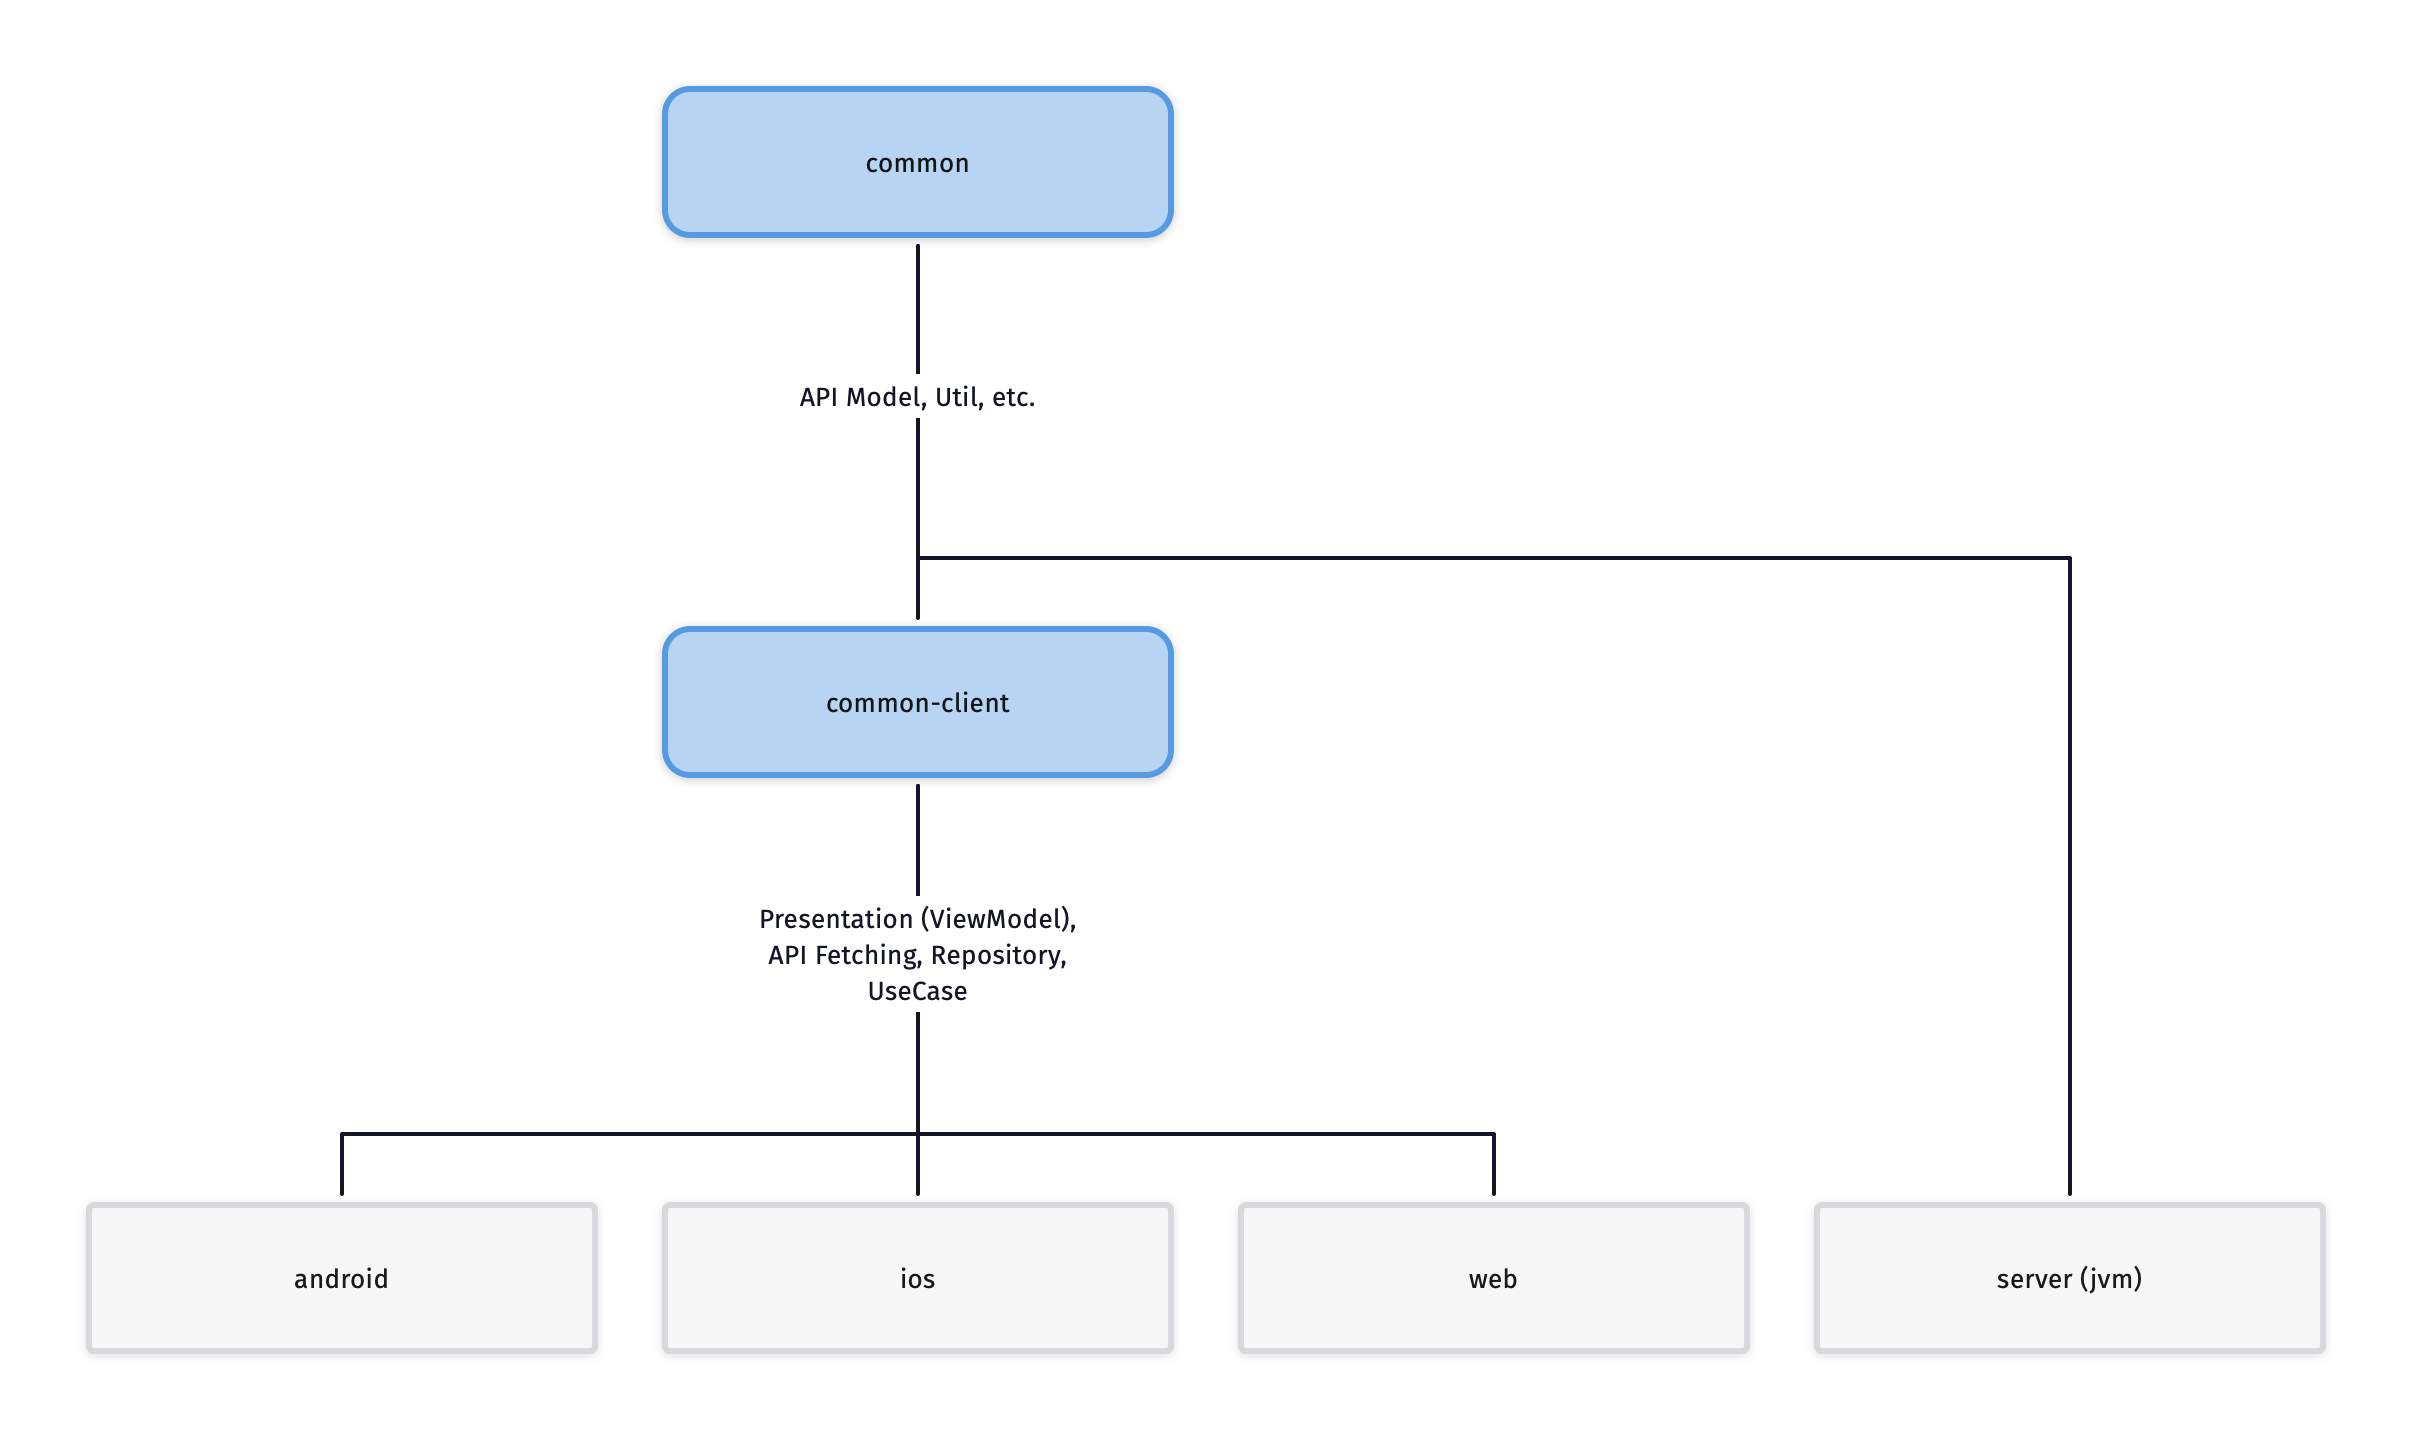 common
API Model, Util, etc.
common-client
Presentation (ViewModel),
API Fetching, Repository,
UseCase
android
ios
web
server (jvm)